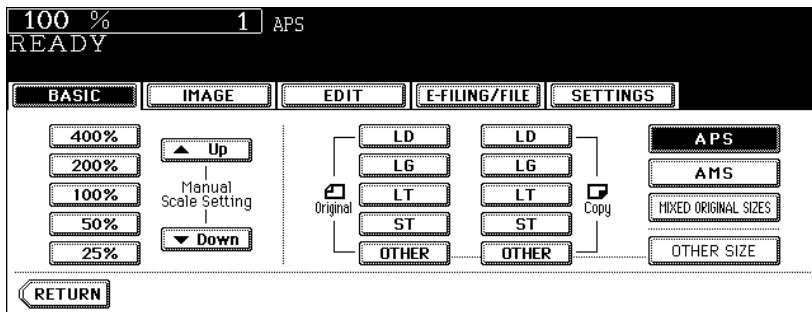 100 % 1 APS
READY
BASIC IMAGE EDIT E-FILING/FILE SETTINGS
400%
200%
100%
50%
25%
Up
Manual
Scale Setting
Down
Original
LD
LG
LT
ST
OTHER
LD
LG
LT
ST
OTHER
Copy
APS
AMS
MIXED ORIGINAL SIZES
OTHER SIZE
RETURN